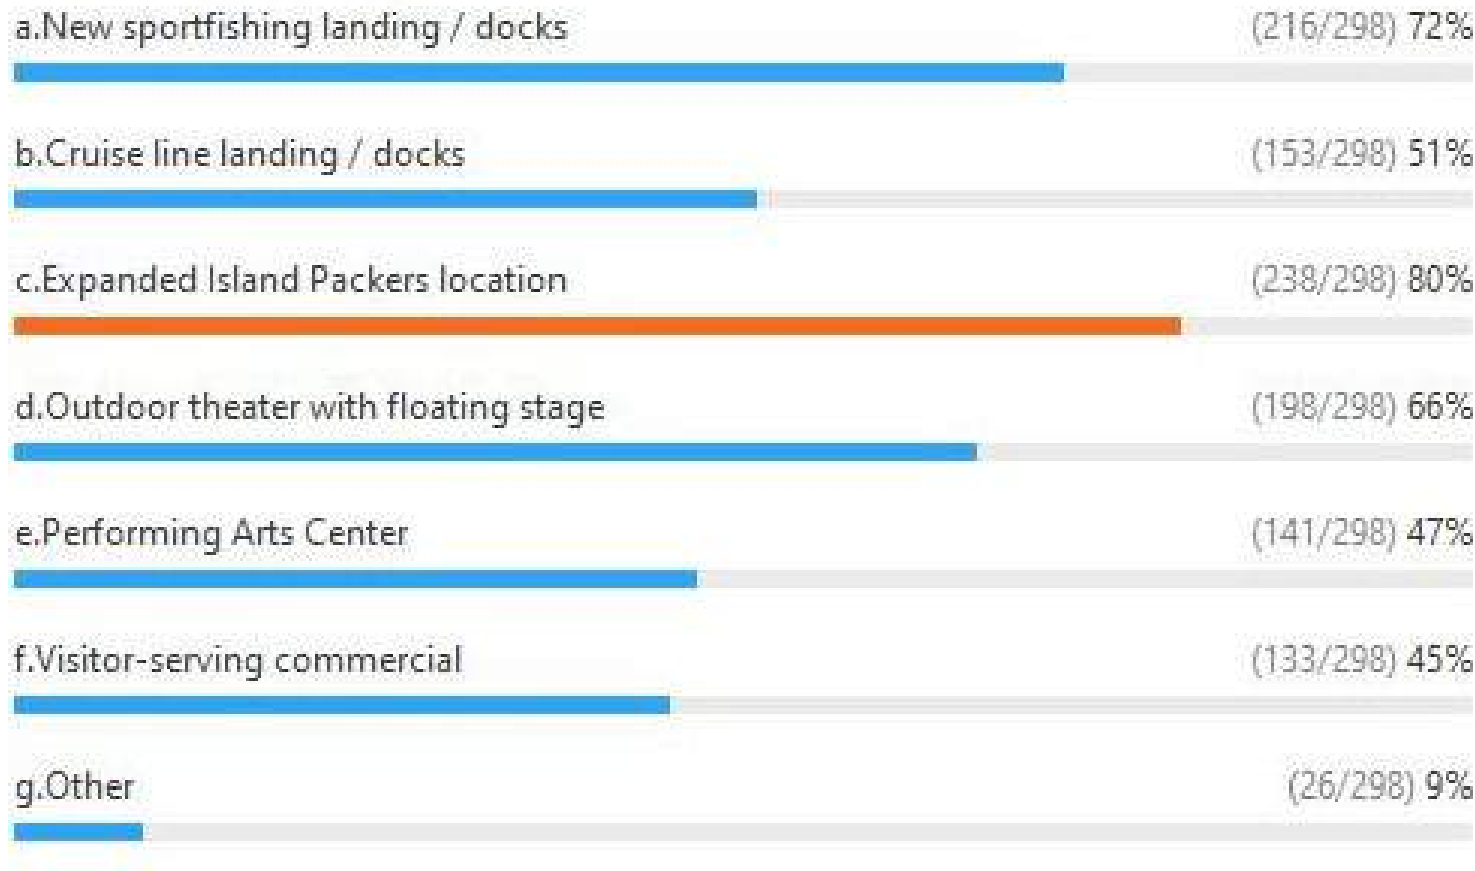 a.New sportfishing landing / docks (216/298) 72%
b.Cruise line landing / docks (153/298) 51%
c.Expanded Island Packers location (238/298) 80%
d.Outdoor theater with floating stage (198/298) 66%
e.Performing Arts Center (141/298) 47%
f.Visitor-serving commercial (133/298) 45%
g.Other (26/298) 9%